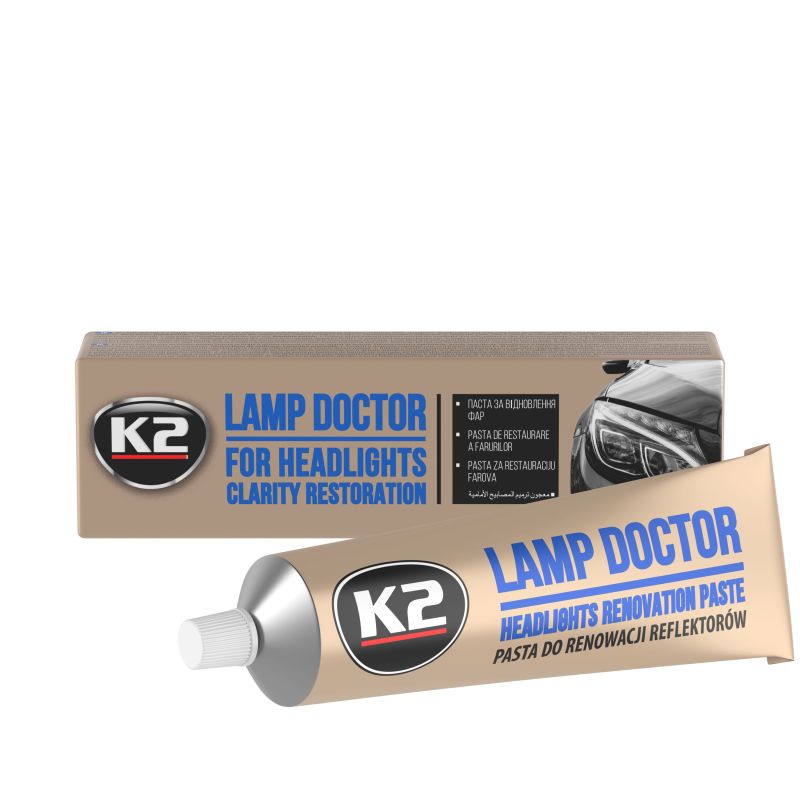 K2
LAMP DOCTOR
FOR HEADLIGHTS
CLARITY RESTORATION
ПАСТА ЗА ВІДНОВЛЕННЯ
ФАР
PASTA DE RESTAURARE
A FARURILOR
PASTA ZA RESTAURACIJU
FAROVA
معجون ترميم المصابيح الأمامية
K2
LAMP DOCTOR
HEADLIGHTS RENOVATION PASTE
PASTA DO RENOWACJI REFLEKTORÓW